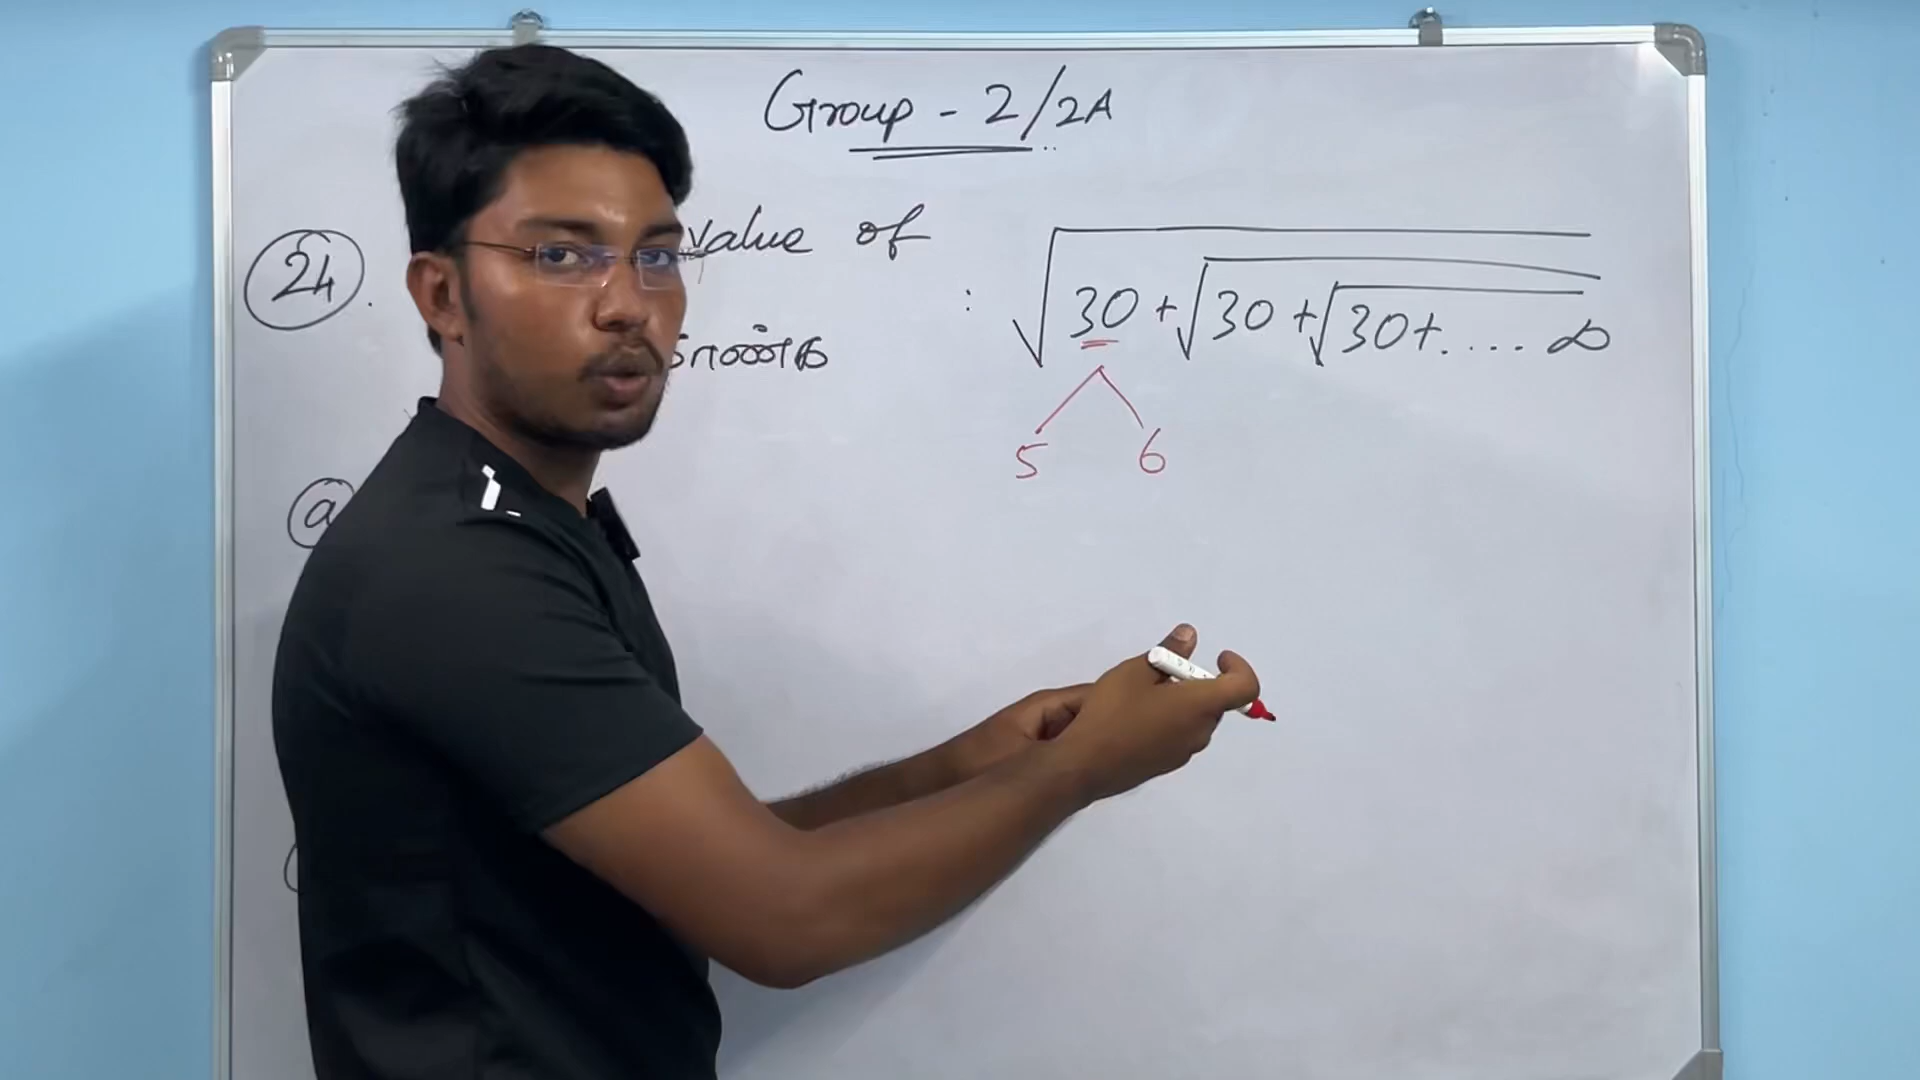 Group - 2/2A
24. value of : √30 + √30 + √30 + .... ∞
காண்க
5 6
a